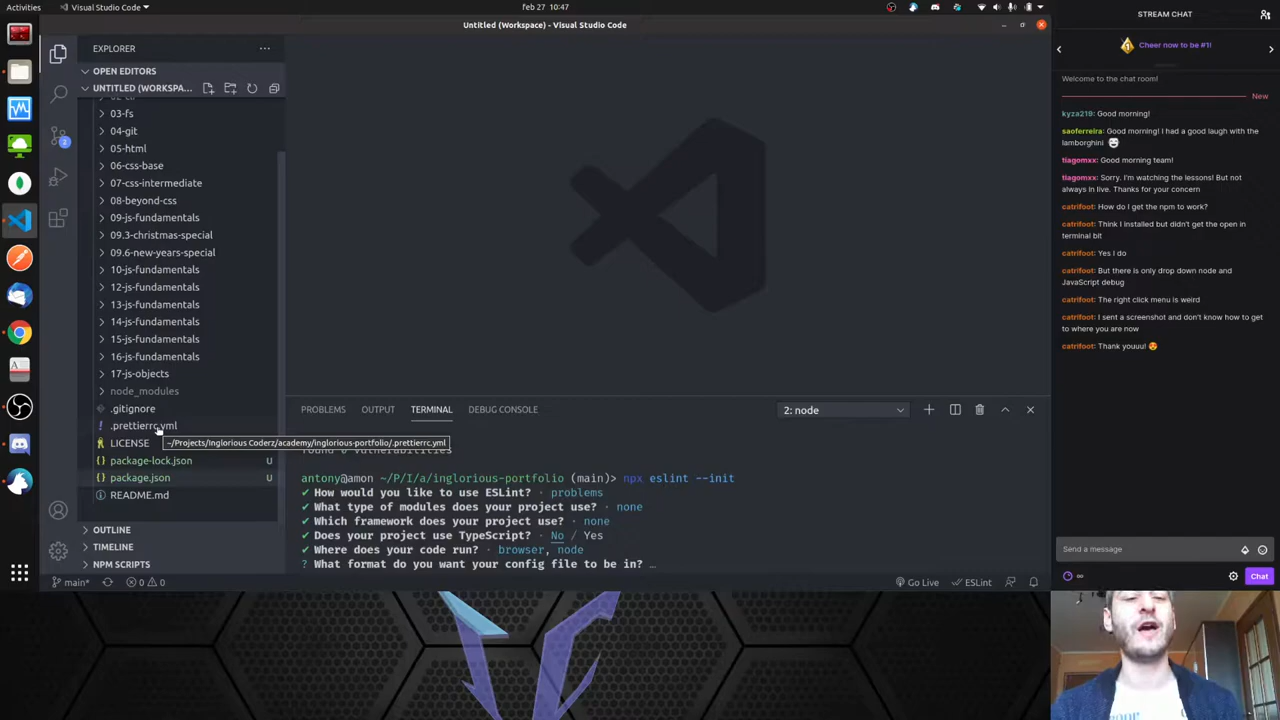 Activities
Visual Studio Code
Feb 27 10:47
Untitled (Workspace) - Visual Studio Code
EXPLORER
OPEN EDITORS
UNTITLED (WORKSPA...
03-fs
04-git
05-html
06-css-base
07-css-intermediate
08-beyond-css
09-js-fundamentals
09.3-christmas-special
09.6-new-years-special
10-js-fundamentals
12-js-fundamentals
13-js-fundamentals
14-js-fundamentals
15-js-fundamentals
16-js-fundamentals
17-js-objects
node_modules
.gitignore
.prettierrc.yml
LICENSE
~/Projects/Inglorious Coderz/academy/inglorious-portfolio/.prettierrc.yml
package-lock.json U
package.json U
README.md
OUTLINE
TIMELINE
NPM SCRIPTS
main*
0 0
PROBLEMS OUTPUT TERMINAL DEBUG CONSOLE
2: node
found 0 vulnerabilities
antony@amon ~/P/I/a/inglorious-portfolio (main)> npx eslint --init
✔ How would you like to use ESLint? · problems
✔ What type of modules does your project use? · none
✔ Which framework does your project use? · none
✔ Does your project use TypeScript? · No / Yes
✔ Where does your code run? · browser, node
? What format do you want your config file to be in? …
Go Live
ESLint
STREAM CHAT
1
Cheer now to be #1!
Welcome to the chat room!
New
kyza219: Good morning!
saoferreira: Good morning! I had a good laugh with the
lamborghini
tiagomxx: Good morning team!
tiagomxx: Sorry. I'm watching the lessons! But not
always in live. Thanks for your concern
catrifoot: How do I get the npm to work?
catrifoot: Think I installed but didn't get the open in
terminal bit
catrifoot: Yes I do
catrifoot: But there is only drop down node and
JavaScript debug
catrifoot: The right click menu is weird
catrifoot: I sent a screenshot and don't know how to get
to where you are now
catrifoot: Thank youuu!
Send a message
∞
Chat